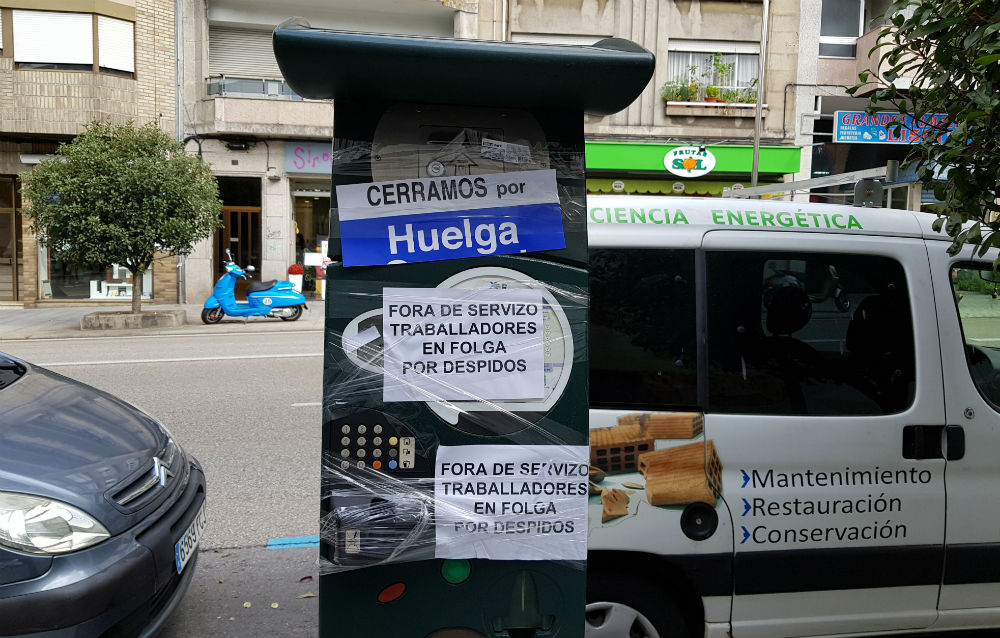 CERRAMOS por
Huelga
FORA DE SERVIZO
TRABALLADORES
EN FOLGA
POR DESPIDOS
FORA DE SERVIZO
TRABALLADORES
EN FOLGA
POR DESPIDOS
FRUTAS
SOL
CIENCIA ENERGÉTICA
Mantenimiento
Restauración
Conservación